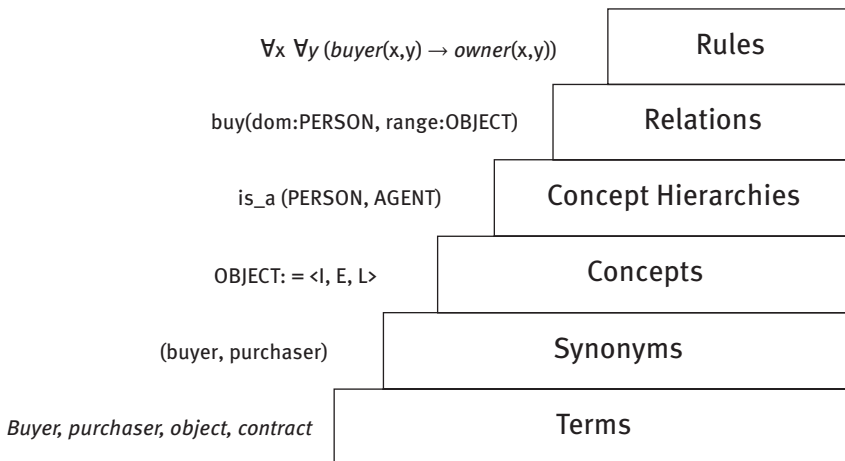 ∀x ∀y (buyer(x,y) → owner(x,y))
Rules
buy(dom:PERSON, range:OBJECT)
Relations
is_a (PERSON, AGENT)
Concept Hierarchies
OBJECT: = <I, E, L>
Concepts
(buyer, purchaser)
Synonyms
Buyer, purchaser, object, contract
Terms